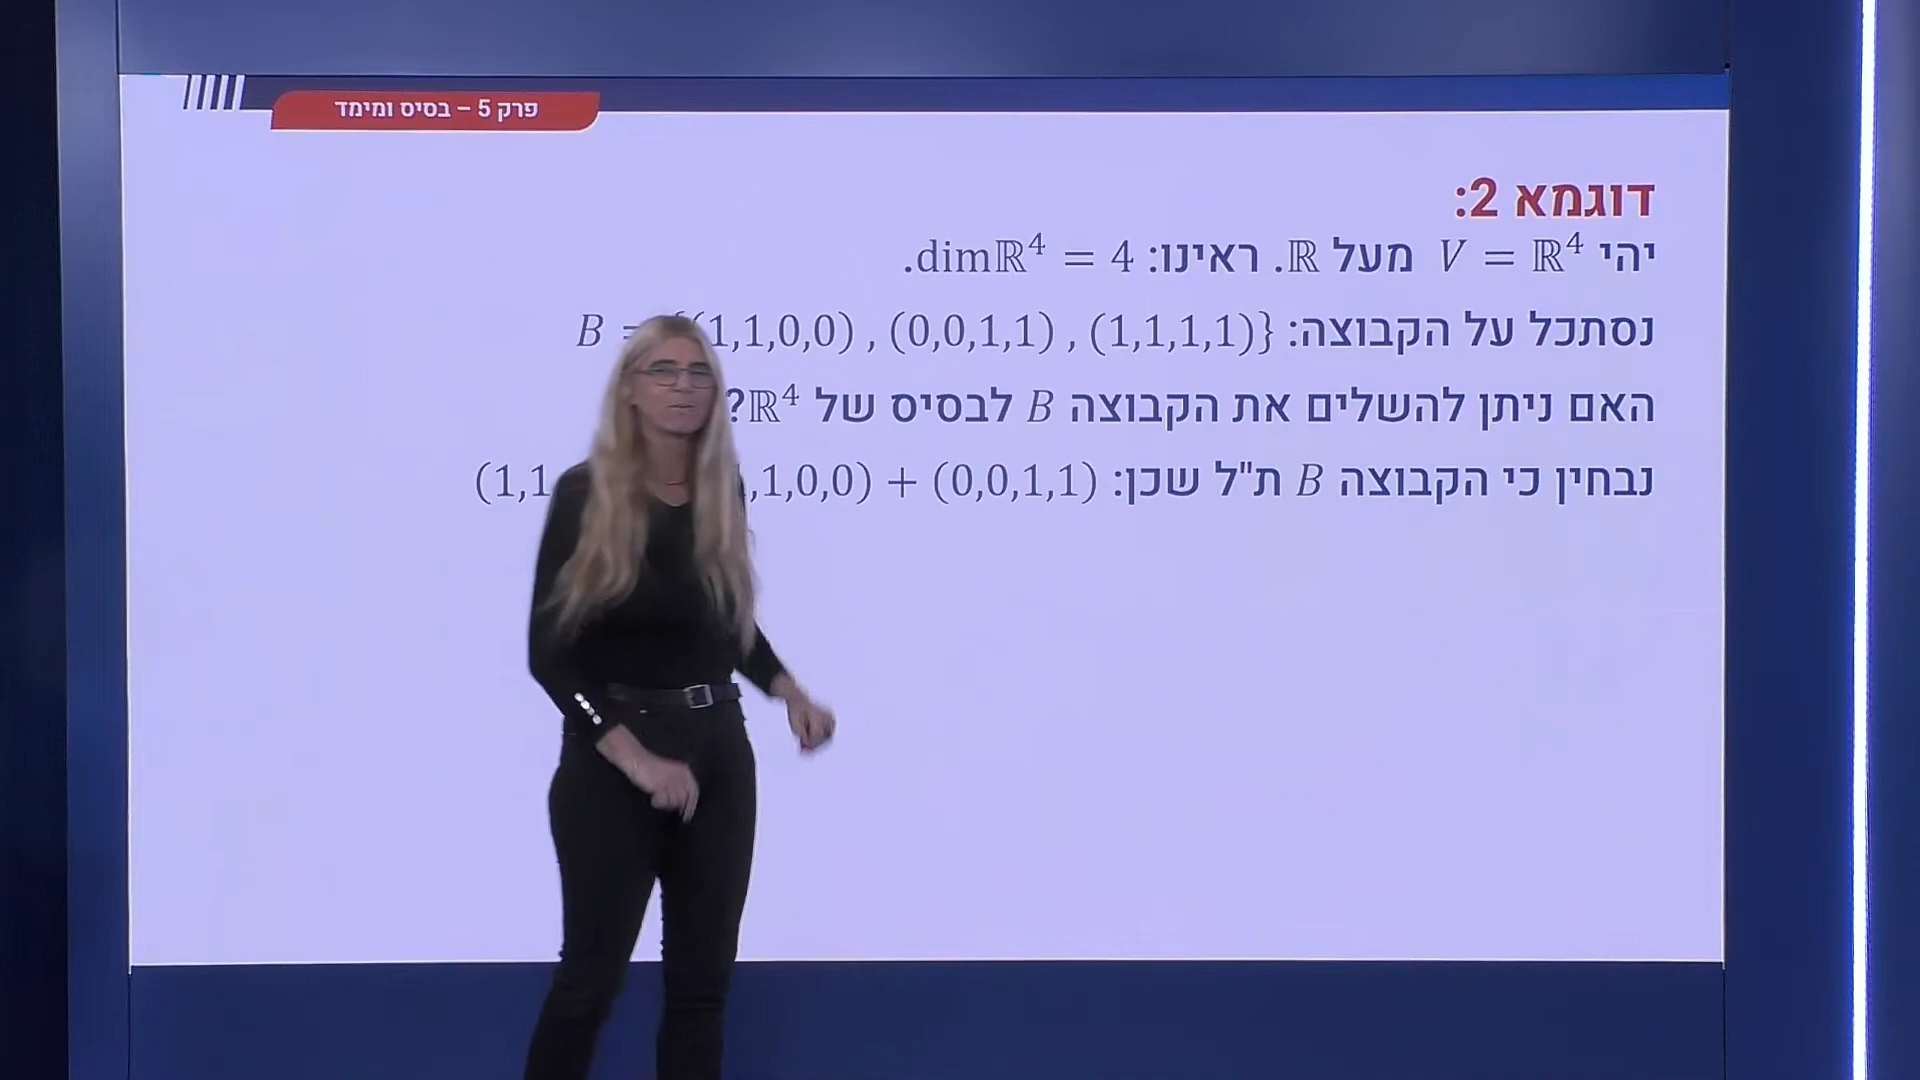 פרק 5 – בסיס ומימד
דוגמא 2:
יהי V = ℝ⁴ מעל ℝ. ראינו: dimℝ⁴ = 4.
נסתכל על הקבוצה: B = {(1,1,0,0) , (0,0,1,1) , (1,1,1,1)}
האם ניתן להשלים את הקבוצה B לבסיס של ℝ⁴?
נבחין כי הקבוצה B ת"ל שכן: (1,1 ,1,0,0) + (0,0,1,1)